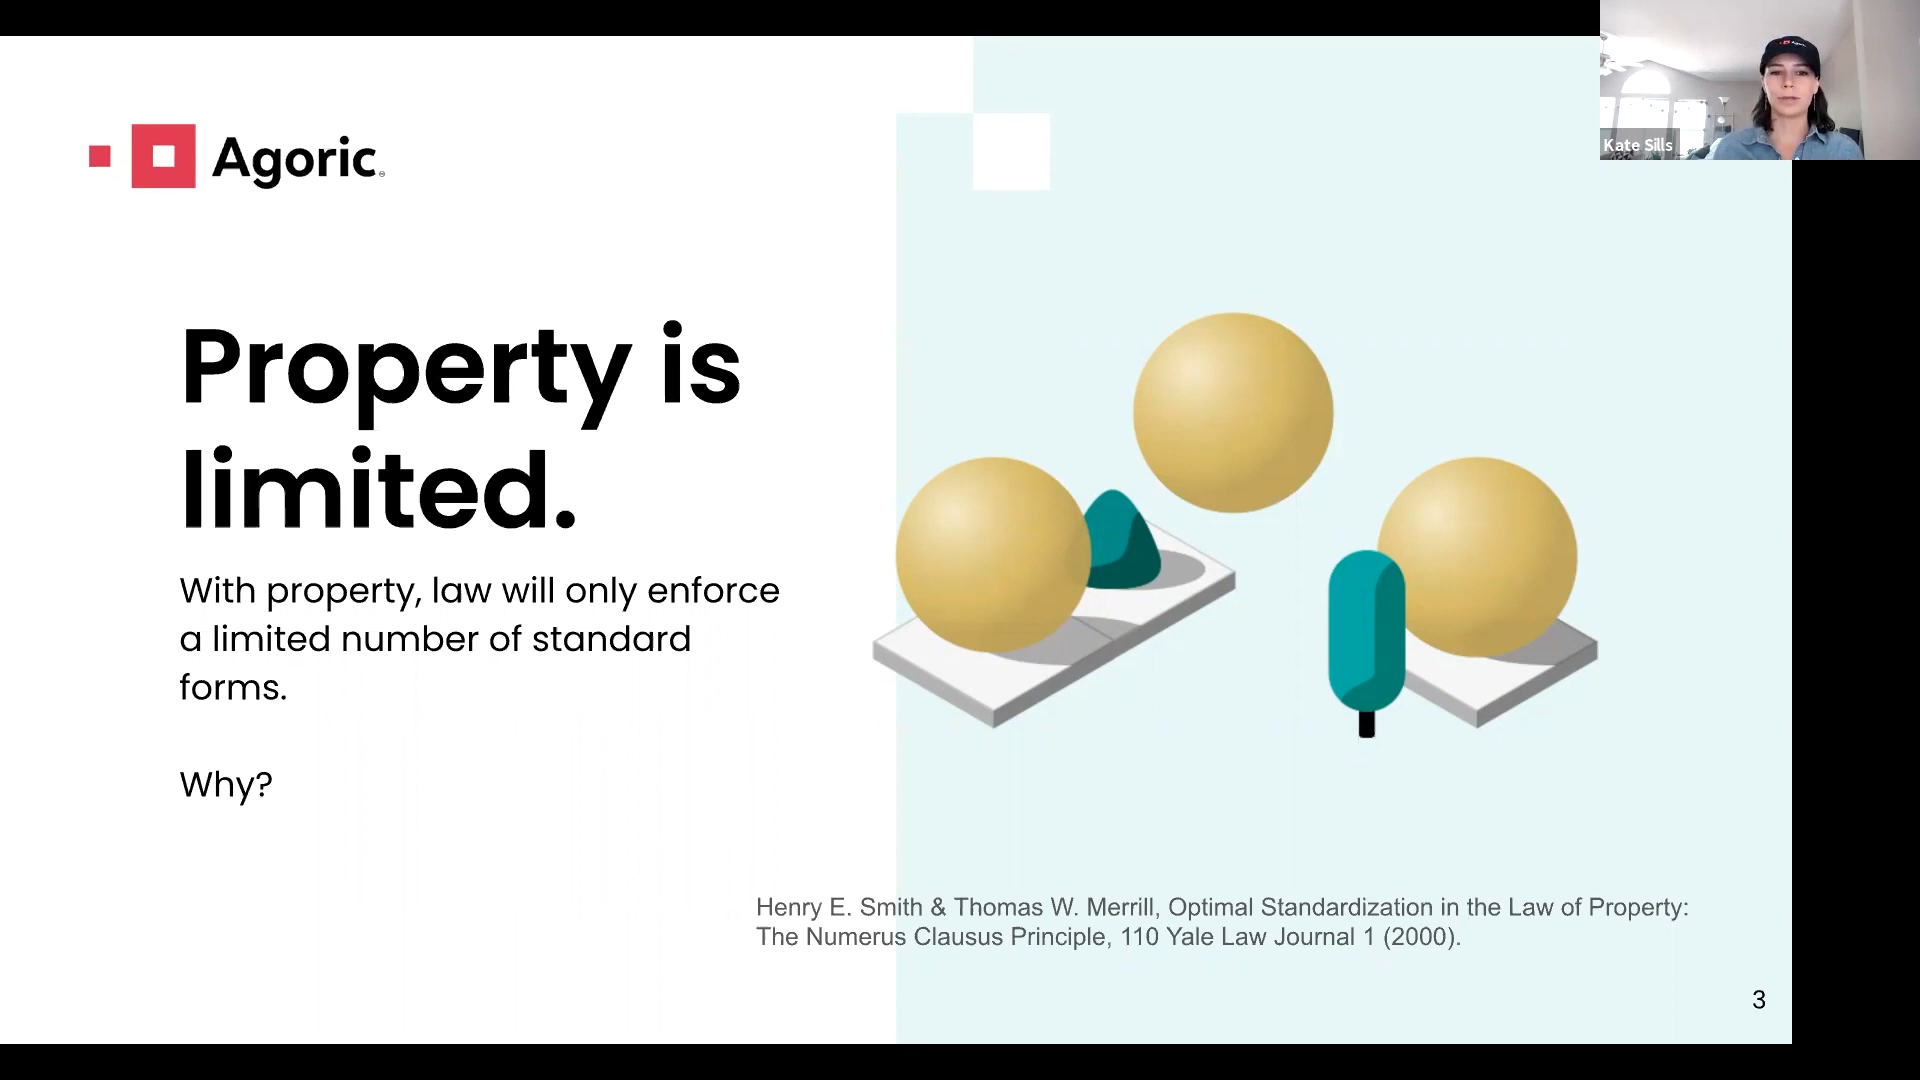 Agoric
Kate Sills
Property is
limited.
With property, law will only enforce
a limited number of standard
forms.
Why?
Henry E. Smith & Thomas W. Merrill, Optimal Standardization in the Law of Property:
The Numerus Clausus Principle, 110 Yale Law Journal 1 (2000).
3